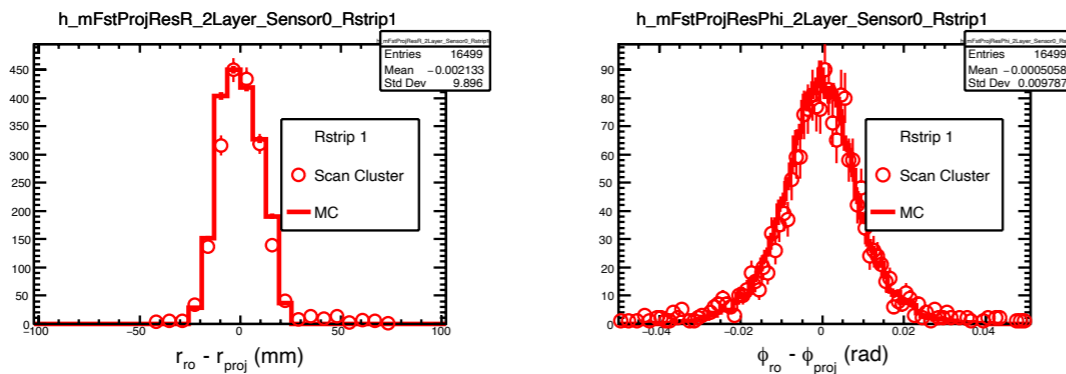 h_mFstProjResR_2Layer_Sensor0_Rstrip1
h_mFstProjResR_2Layer_Sensor0_Rstrip1
Entries 16499
Mean −0.002133
Std Dev 9.896
450
400
350
300
250
200
150
100
50
0
Rstrip 1
Scan Cluster
MC
−100 −50 0 50 100
r_ro - r_proj (mm)
h_mFstProjResPhi_2Layer_Sensor0_Rstrip1
h_mFstProjResPhi_2Layer_Sensor0_Rstrip1
Entries 16499
Mean −0.0005058
Std Dev 0.009787
90
80
70
60
50
40
30
20
10
0
Rstrip 1
Scan Cluster
MC
−0.04 −0.02 0 0.02 0.04
ϕ_ro - ϕ_proj (rad)